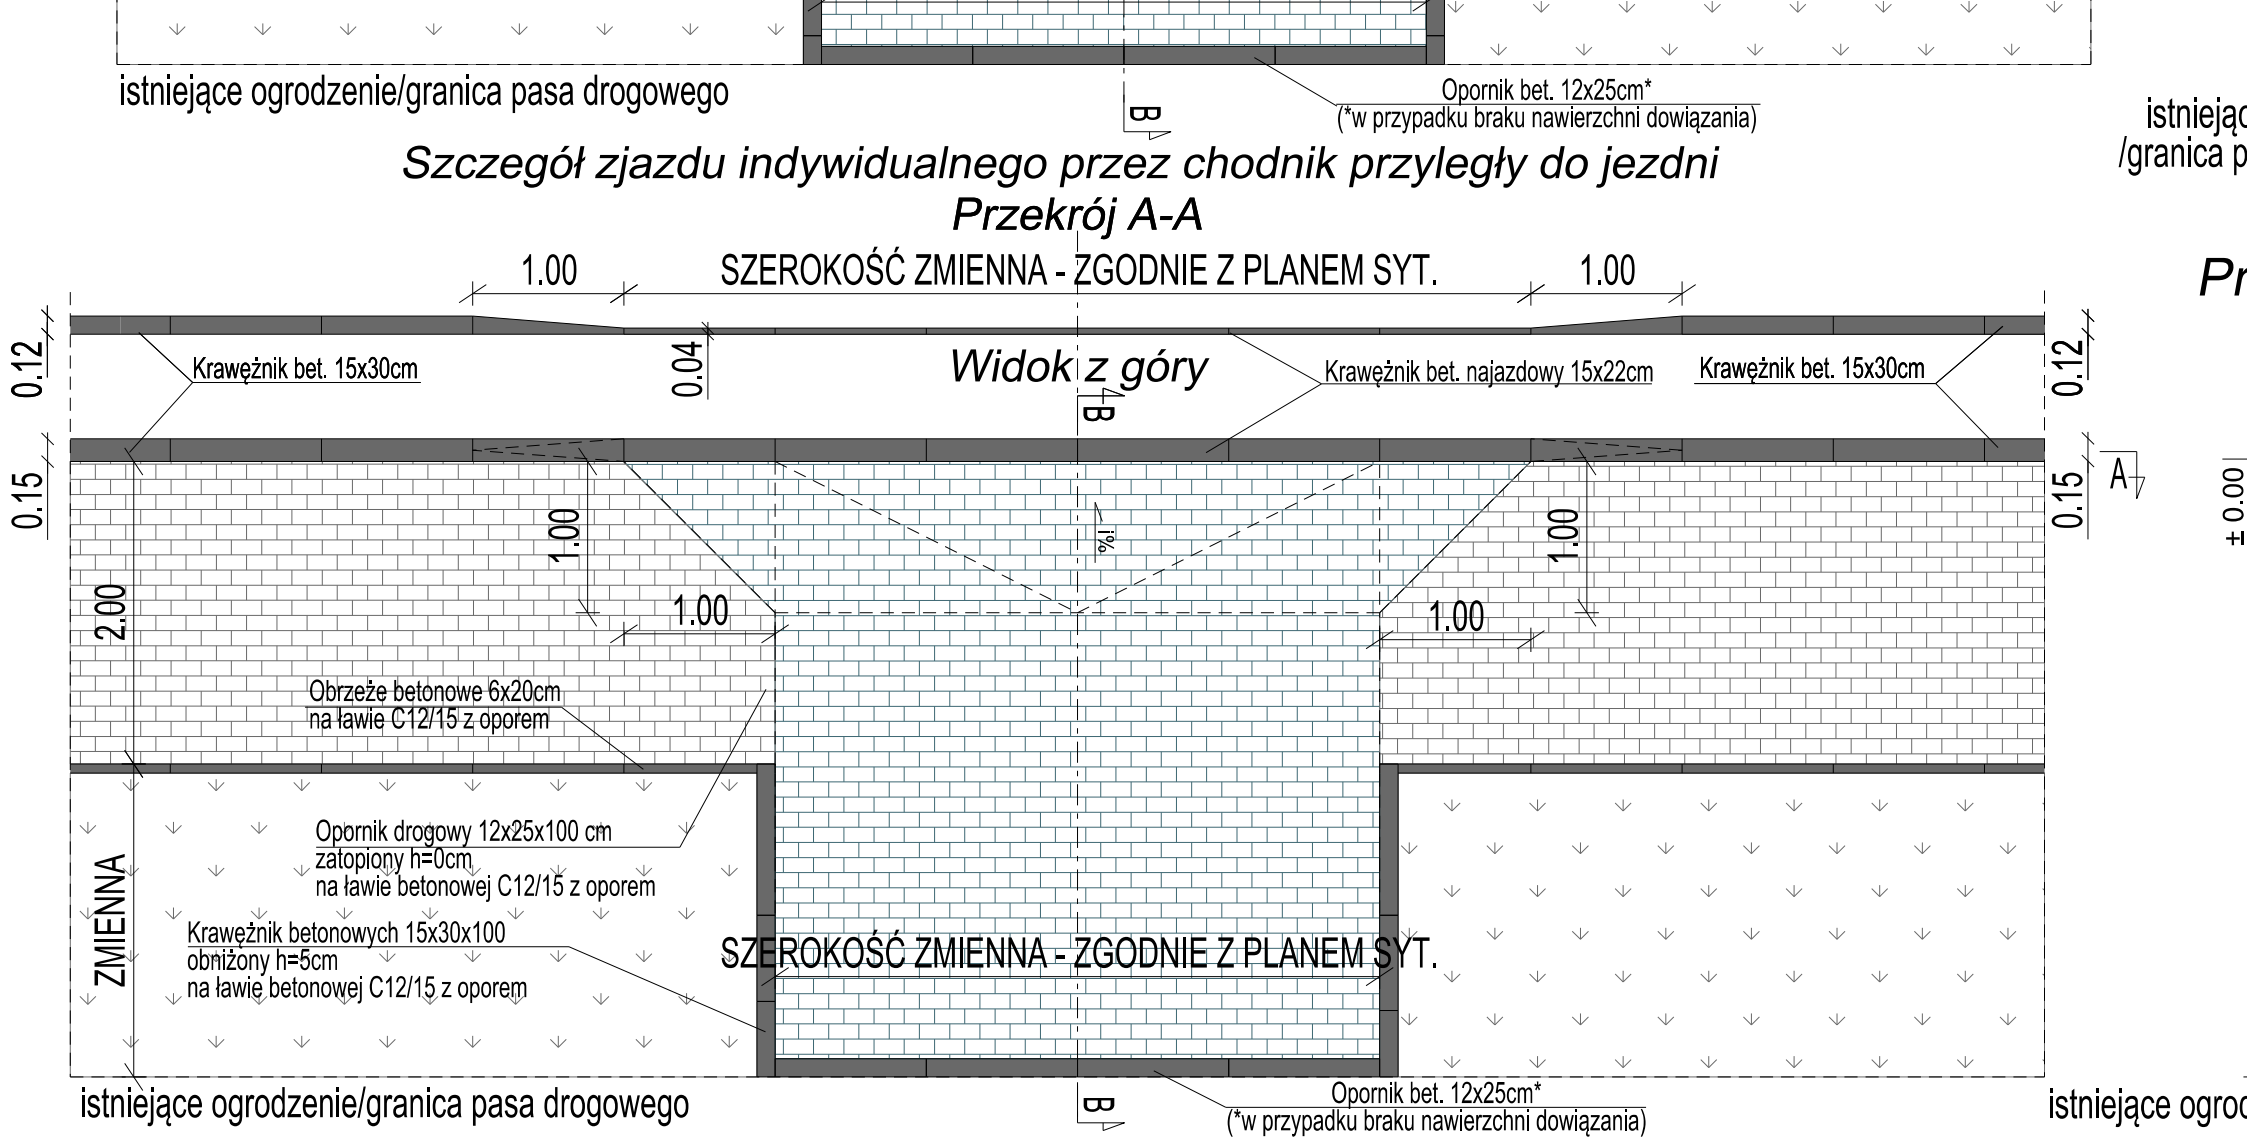 istniejące ogrodzenie/granica pasa drogowego
Opornik bet. 12x25cm*
(*w przypadku braku nawierzchni dowiązania)
B
Szczegół zjazdu indywidualnego przez chodnik przyległy do jezdni
Przekrój A-A
1.00
SZEROKOŚĆ ZMIENNA - ZGODNIE Z PLANEM SYT.
1.00
0.12
Krawężnik bet. 15x30cm
0.04
Widok z góry
Krawężnik bet. najazdowy 15x22cm
Krawężnik bet. 15x30cm
0.12
B
0.15
1.00
i%
1.00
0.15
A
± 0.00
2.00
1.00
1.00
Obrzeże betonowe 6x20cm
na ławie C12/15 z oporem
Opornik drogowy 12x25x100 cm
zatopiony h=0cm
na ławie betonowej C12/15 z oporem
ZMIENNA
Krawężnik betonowych 15x30x100
obniżony h=5cm
na ławie betonowej C12/15 z oporem
SZEROKOŚĆ ZMIENNA - ZGODNIE Z PLANEM SYT.
istniejące ogrodzenie/granica pasa drogowego
B
Opornik bet. 12x25cm*
(*w przypadku braku nawierzchni dowiązania)